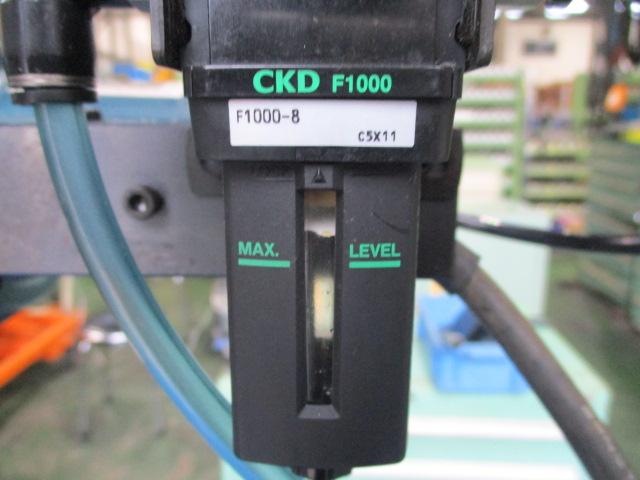 CKD F1000
F1000-8
C5X11
MAX. LEVEL